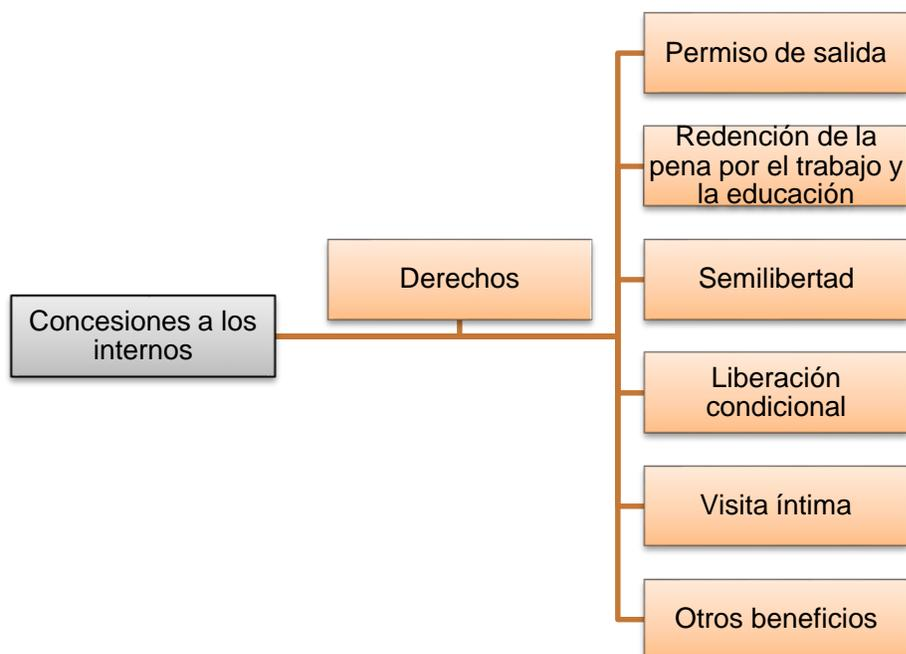 Concesiones a los
internos
Derechos
Permiso de salida
Redención de la
pena por el trabajo y
la educación
Semilibertad
Liberación
condicional
Visita íntima
Otros beneficios